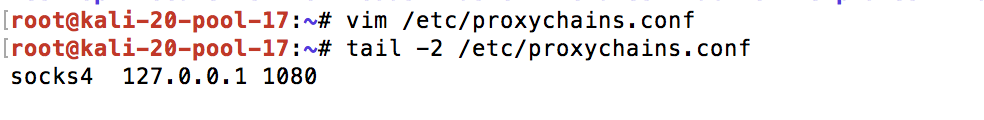 [root@kali-20-pool-17:~# vim /etc/proxychains.conf
[root@kali-20-pool-17:~# tail -2 /etc/proxychains.conf
socks4  127.0.0.1 1080